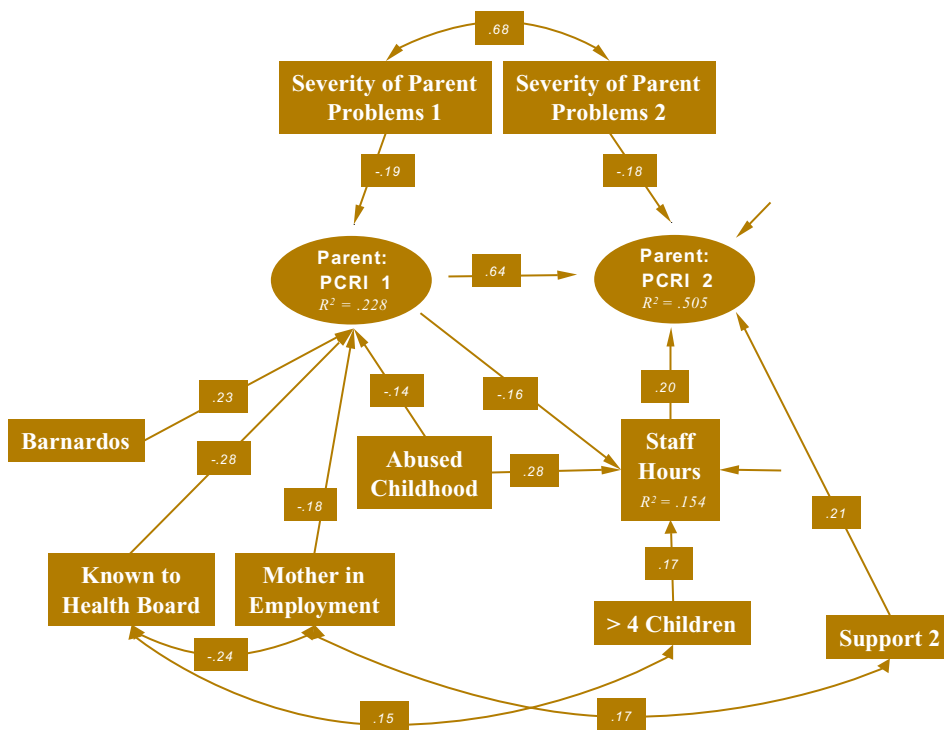 .68
Severity of Parent
Problems 1
Severity of Parent
Problems 2
-.19
-.18
Parent:
PCRI 1
R² = .228
.64
Parent:
PCRI 2
R² = .505
.23
-.14
-.16
.20
Barnardos
-.28
Abused
Childhood
.28
Staff
Hours
R² = .154
-.18
.21
Known to
Health Board
Mother in
Employment
.17
> 4 Children
Support 2
-.24
.15
.17